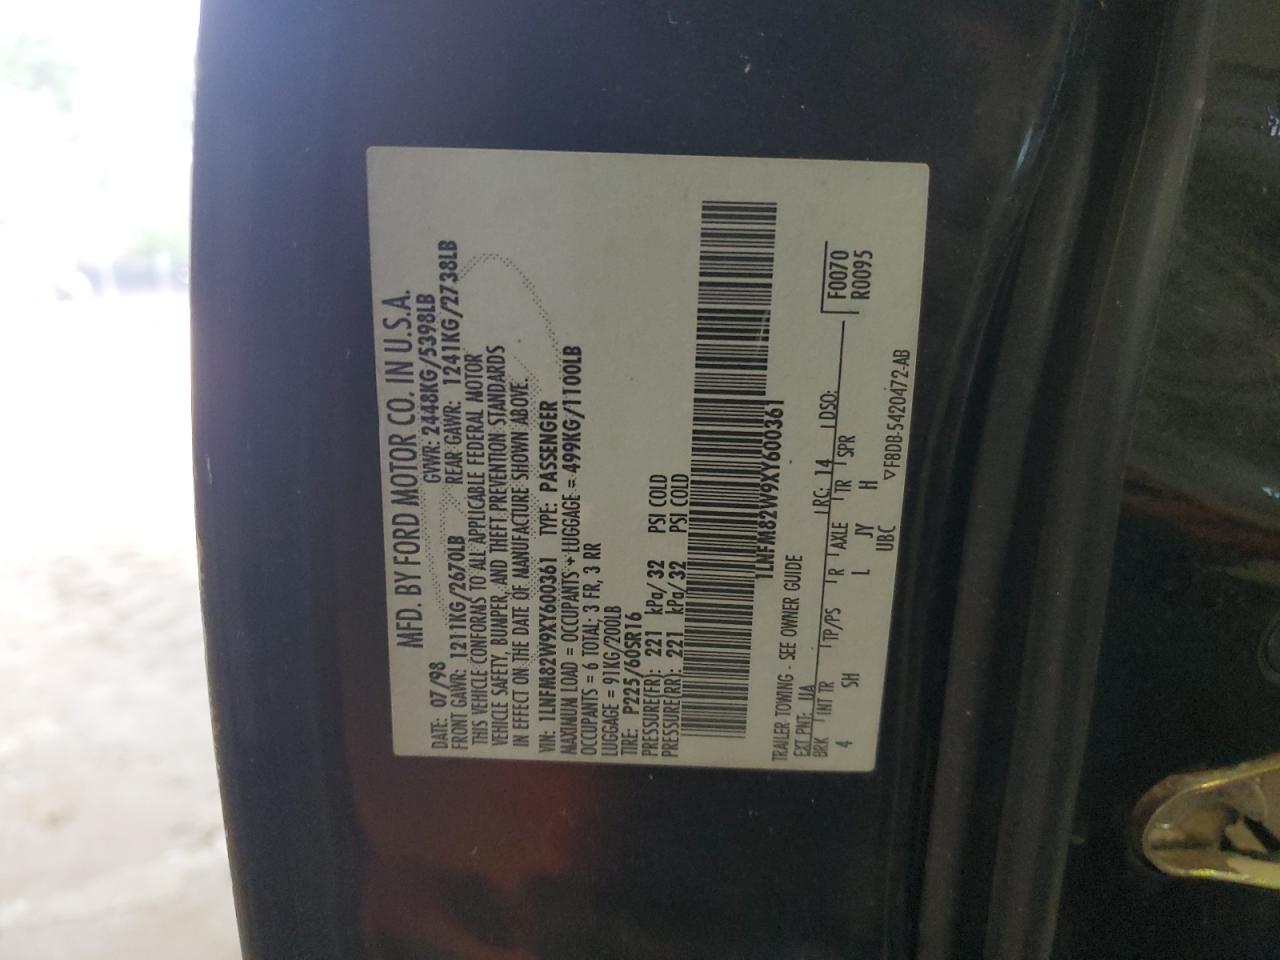 MFD. BY FORD MOTOR CO. IN U.S.A.
DATE: 07/98 GVWR: 2448KG/5398LB
FRONT GAWR: 1211KG/2670LB REAR GAWR: 1241KG/2738LB
THIS VEHICLE CONFORMS TO ALL APPLICABLE FEDERAL MOTOR
VEHICLE SAFETY, BUMPER, AND THEFT PREVENTION STANDARDS
IN EFFECT ON THE DATE OF MANUFACTURE SHOWN ABOVE.
VIN: 1LNFM82W9XY600361 TYPE: PASSENGER
MAXIMUM LOAD = OCCUPANTS + LUGGAGE = 499KG/1100LB
OCCUPANTS = 6 TOTAL; 3 FR, 3 RR
LUGGAGE = 91KG/200LB
TIRE: P225/60SR16
PRESSURE(FR): 221 kPa/32 PSI COLD
PRESSURE(RR): 221 kPa/32 PSI COLD
1LNFM82W9XY600361
TRAILER-TOWING - SEE OWNER GUIDE
EXT PNT: UA RC: 14 DSO: F0070
BRK INT TR TP/PS R AXLE TR SPR R0095
4 SH L JY H
UBC
▽F8DB-5420472-AB